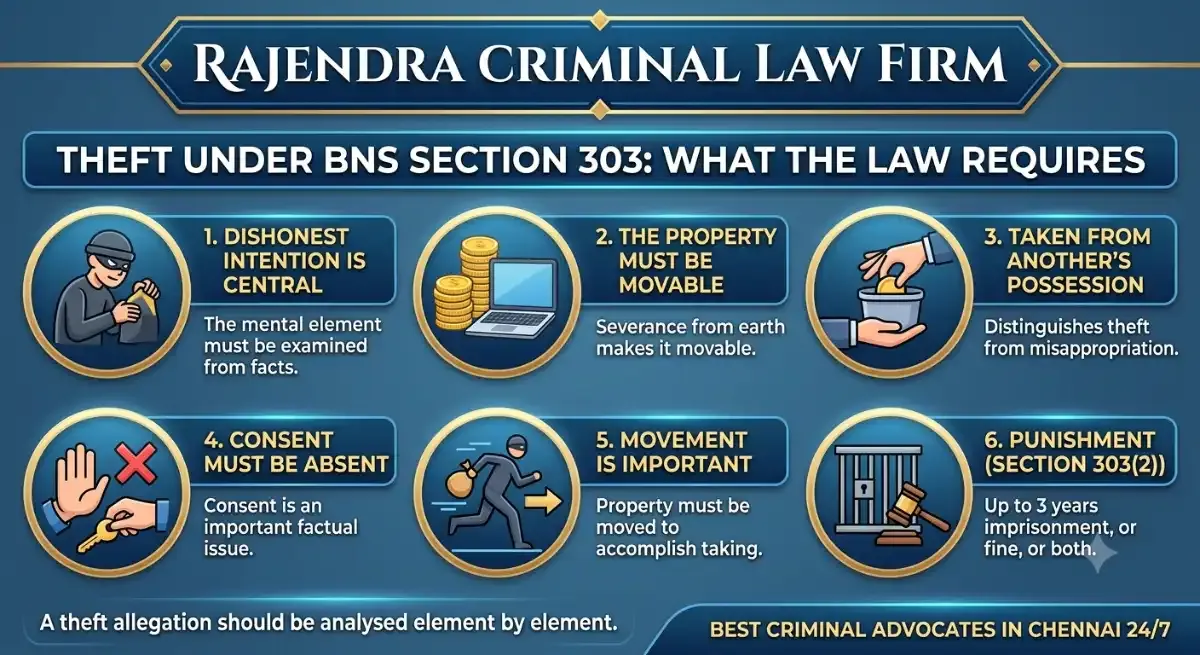 RAJENDRA CRIMINAL LAW FIRM
THEFT UNDER BNS SECTION 303: WHAT THE LAW REQUIRES
1. DISHONEST
INTENTION IS
CENTRAL
The mental element
must be examined
from facts.
2. THE PROPERTY
MUST BE
MOVABLE
Severance from earth
makes it movable.
3. TAKEN FROM
ANOTHER'S
POSSESSION
Distinguishes theft
from misappropriation.
4. CONSENT
MUST BE ABSENT
Consent is an
important factual
issue.
5. MOVEMENT
IS IMPORTANT
Property must be
moved to
accomplish taking.
6. PUNISHMENT
(SECTION 303(2))
Up to 3 years
imprisonment, or
fine, or both.
A theft allegation should be analysed element by element.
BEST CRIMINAL ADVOCATES IN CHENNAI 24/7